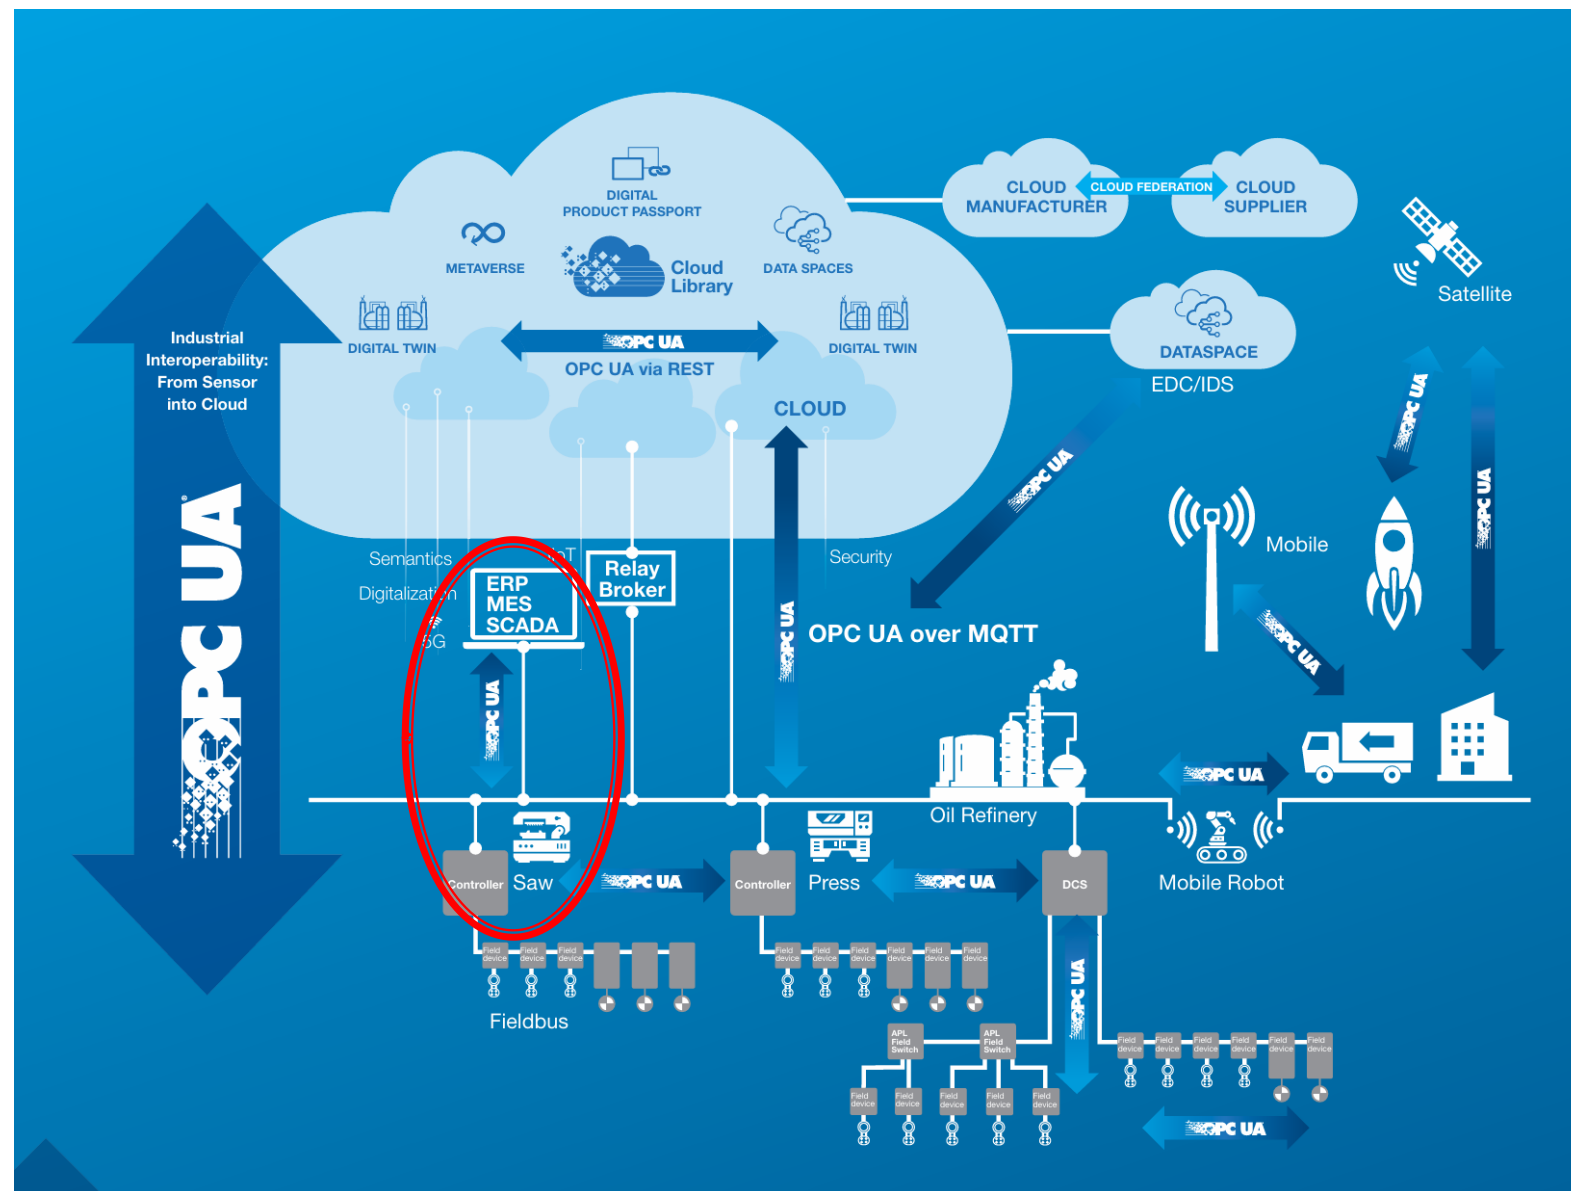 DIGITAL
PRODUCT PASSPORT
METAVERSE
Cloud
Library
DATA SPACES
DIGITAL TWIN
OPC UA
OPC UA via REST
DIGITAL TWIN
CLOUD
CLOUD
MANUFACTURER
CLOUD FEDERATION
CLOUD
SUPPLIER
DATASPACE
EDC/IDS
Satellite
Industrial
Interoperability:
From Sensor
into Cloud
OPC UA
OPC UA
OPC UA
OPC UA
Semantics
Digitalization
5G
IoT
Security
ERP
MES
SCADA
Relay
Broker
OPC UA
OPC UA
OPC UA over MQTT
Mobile
OPC UA
Oil Refinery
OPC UA
Controller
Saw
OPC UA
Controller
Press
OPC UA
DCS
Mobile Robot
Field
device
Field
device
Field
device
Fieldbus
Field
device
Field
device
Field
device
Field
device
Field
device
Field
device
OPC UA
APL
Field
Switch
APL
Field
Switch
Field
device
Field
device
Field
device
Field
device
Field
device
Field
device
Field
device
Field
device
Field
device
Field
device
Field
device
OPC UA